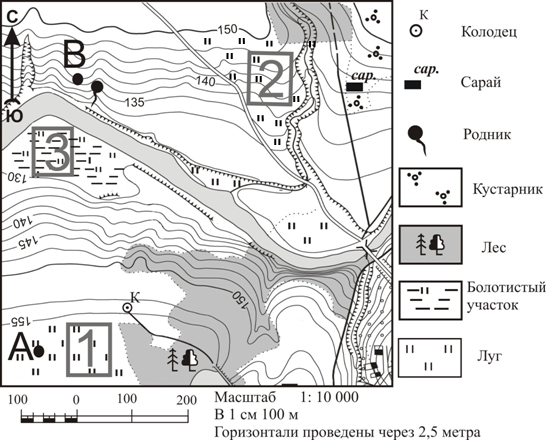 С
Ю
150
B
135
140
2
сар.
3
130
140
145
К
150
155
A
1
К
Колодец
сар.
Сарай
Родник
Кустарник
Лес
Болотистый
участок
Луг
100 0 100 200
Масштаб 1: 10 000
В 1 см 100 м
Горизонтали проведены через 2,5 метра